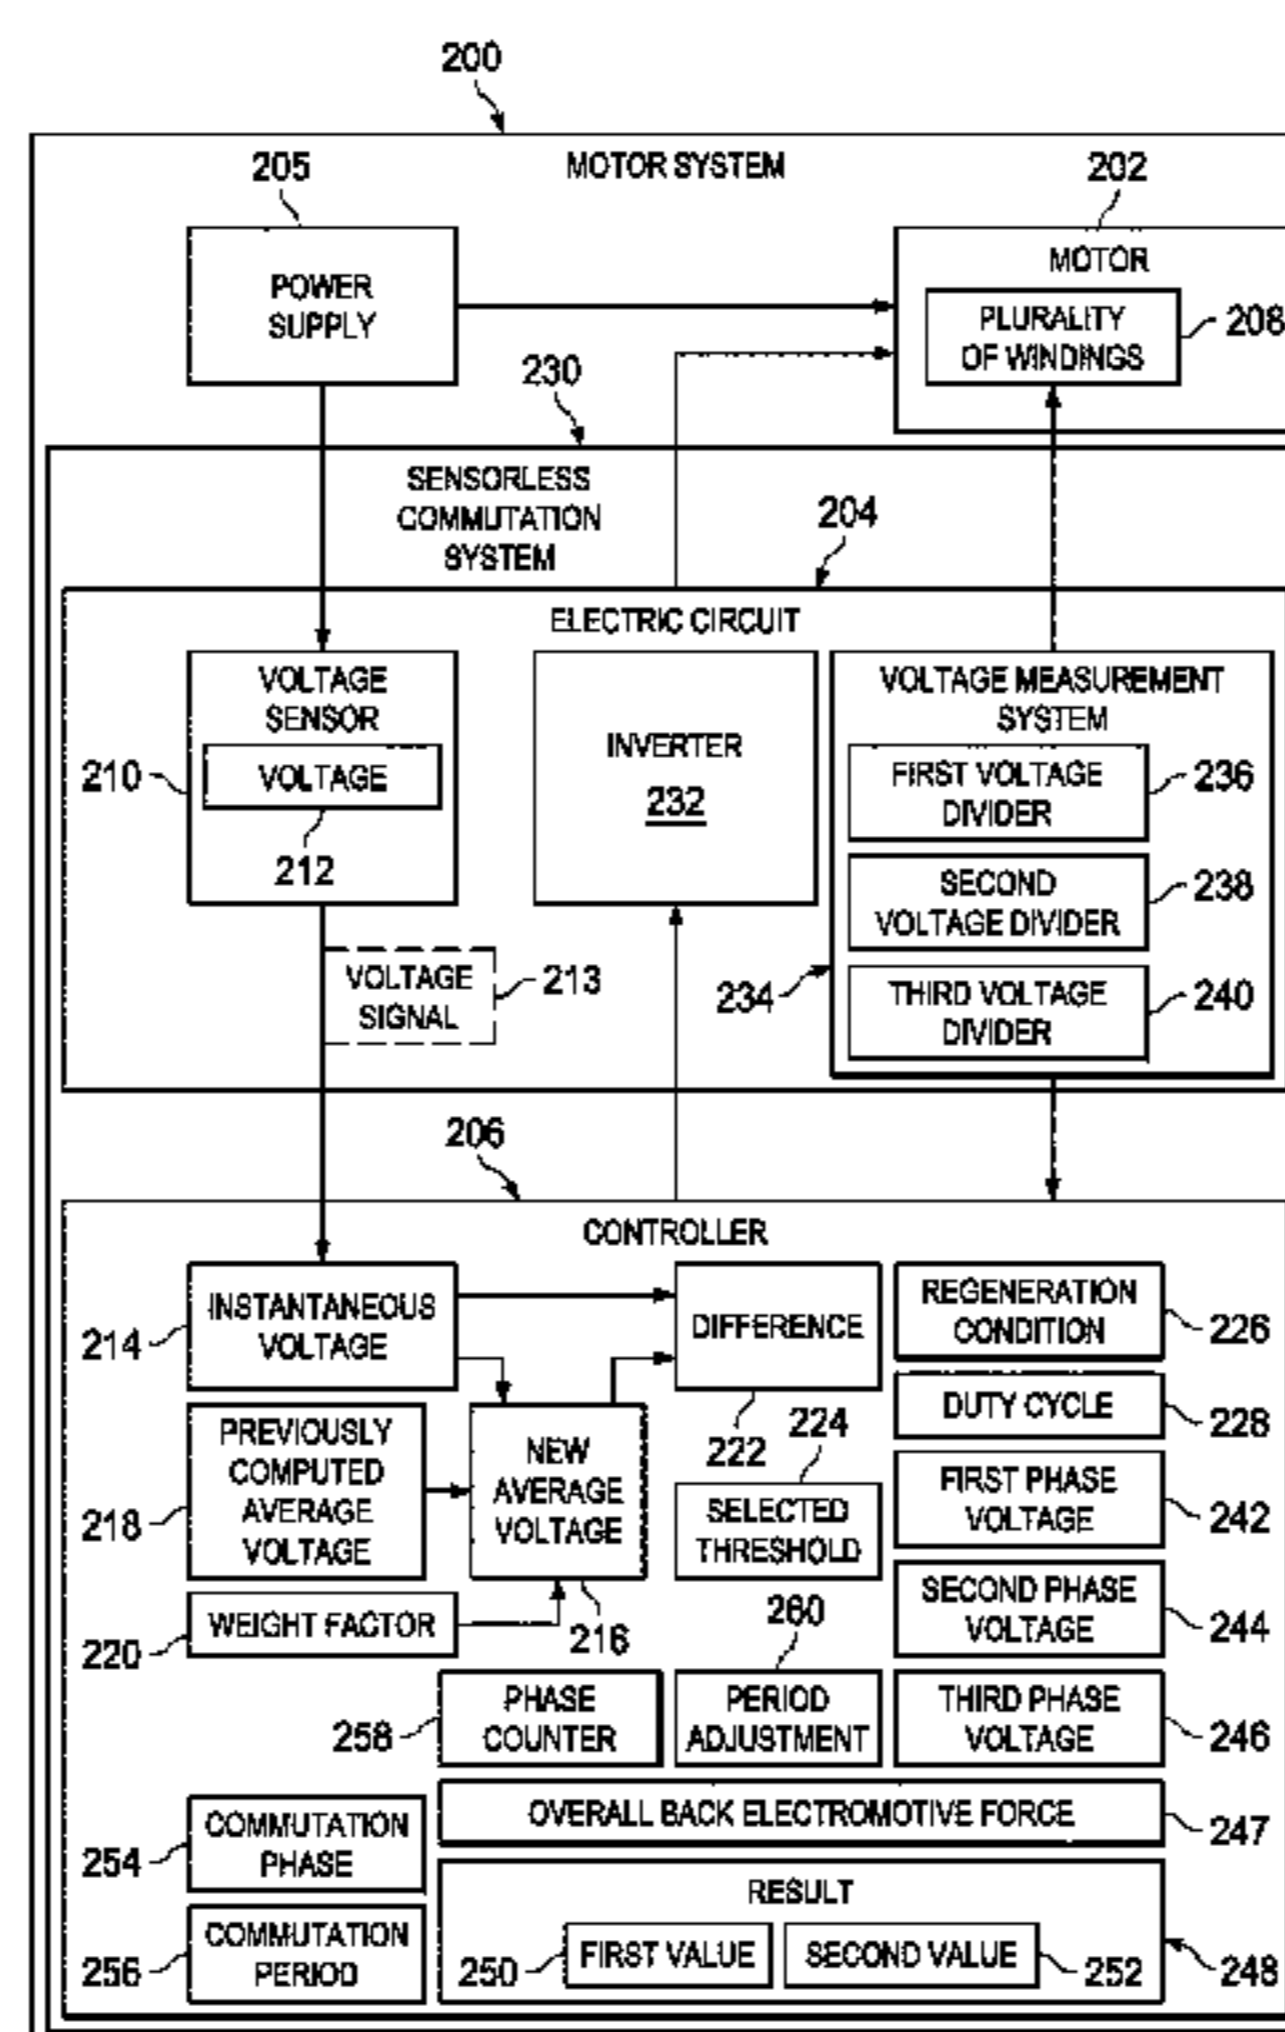 200
205
MOTOR SYSTEM
202
POWER
SUPPLY
MOTOR
PLURALITY
OF WINDINGS
208
230
SENSORLESS
COMMUTATION
SYSTEM
204
ELECTRIC CIRCUIT
VOLTAGE
SENSOR
VOLTAGE
210
212
INVERTER
232
VOLTAGE MEASUREMENT
SYSTEM
FIRST VOLTAGE
DIVIDER
236
SECOND
VOLTAGE DIVIDER
238
THIRD VOLTAGE
DIVIDER
240
234
VOLTAGE
SIGNAL
213
206
CONTROLLER
INSTANTANEOUS
VOLTAGE
214
DIFFERENCE
222
REGENERATION
CONDITION
226
DUTY CYCLE
228
PREVIOUSLY
COMPUTED
AVERAGE
VOLTAGE
218
NEW
AVERAGE
VOLTAGE
216
224
SELECTED
THRESHOLD
FIRST PHASE
VOLTAGE
242
WEIGHT FACTOR
220
260
SECOND PHASE
VOLTAGE
244
PHASE
COUNTER
258
PERIOD
ADJUSTMENT
THIRD PHASE
VOLTAGE
246
OVERALL BACK ELECTROMOTIVE FORCE
247
COMMUTATION
PHASE
254
RESULT
COMMUTATION
PERIOD
256
250
FIRST VALUE
SECOND VALUE
252
248